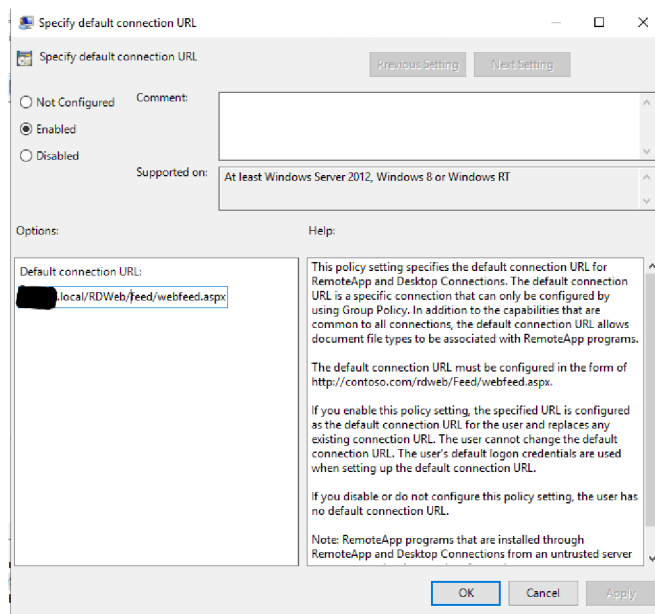 Specify default connection URL
Specify default connection URL
Previous Setting
Next Setting
Not Configured
Comment:
Enabled
Disabled
Supported on:
At least Windows Server 2012, Windows 8 or Windows RT
Options:
Help:
Default connection URL:
.local/RDWeb/feed/webfeed.aspx
This policy setting specifies the default connection URL for
RemoteApp and Desktop Connections. The default connection
URL is a specific connection that can only be configured by
using Group Policy. In addition to the capabilities that are
common to all connections, the default connection URL allows
document file types to be associated with RemoteApp programs.
The default connection URL must be configured in the form of
http://contoso.com/rdweb/Feed/webfeed.aspx.
If you enable this policy setting, the specified URL is configured
as the default connection URL for the user and replaces any
existing connection URL. The user cannot change the default
connection URL. The user's default logon credentials are used
when setting up the default connection URL.
If you disable or do not configure this policy setting, the user has
no default connection URL.
Note: RemoteApp programs that are installed through
RemoteApp and Desktop Connections from an untrusted server
OK
Cancel
Apply